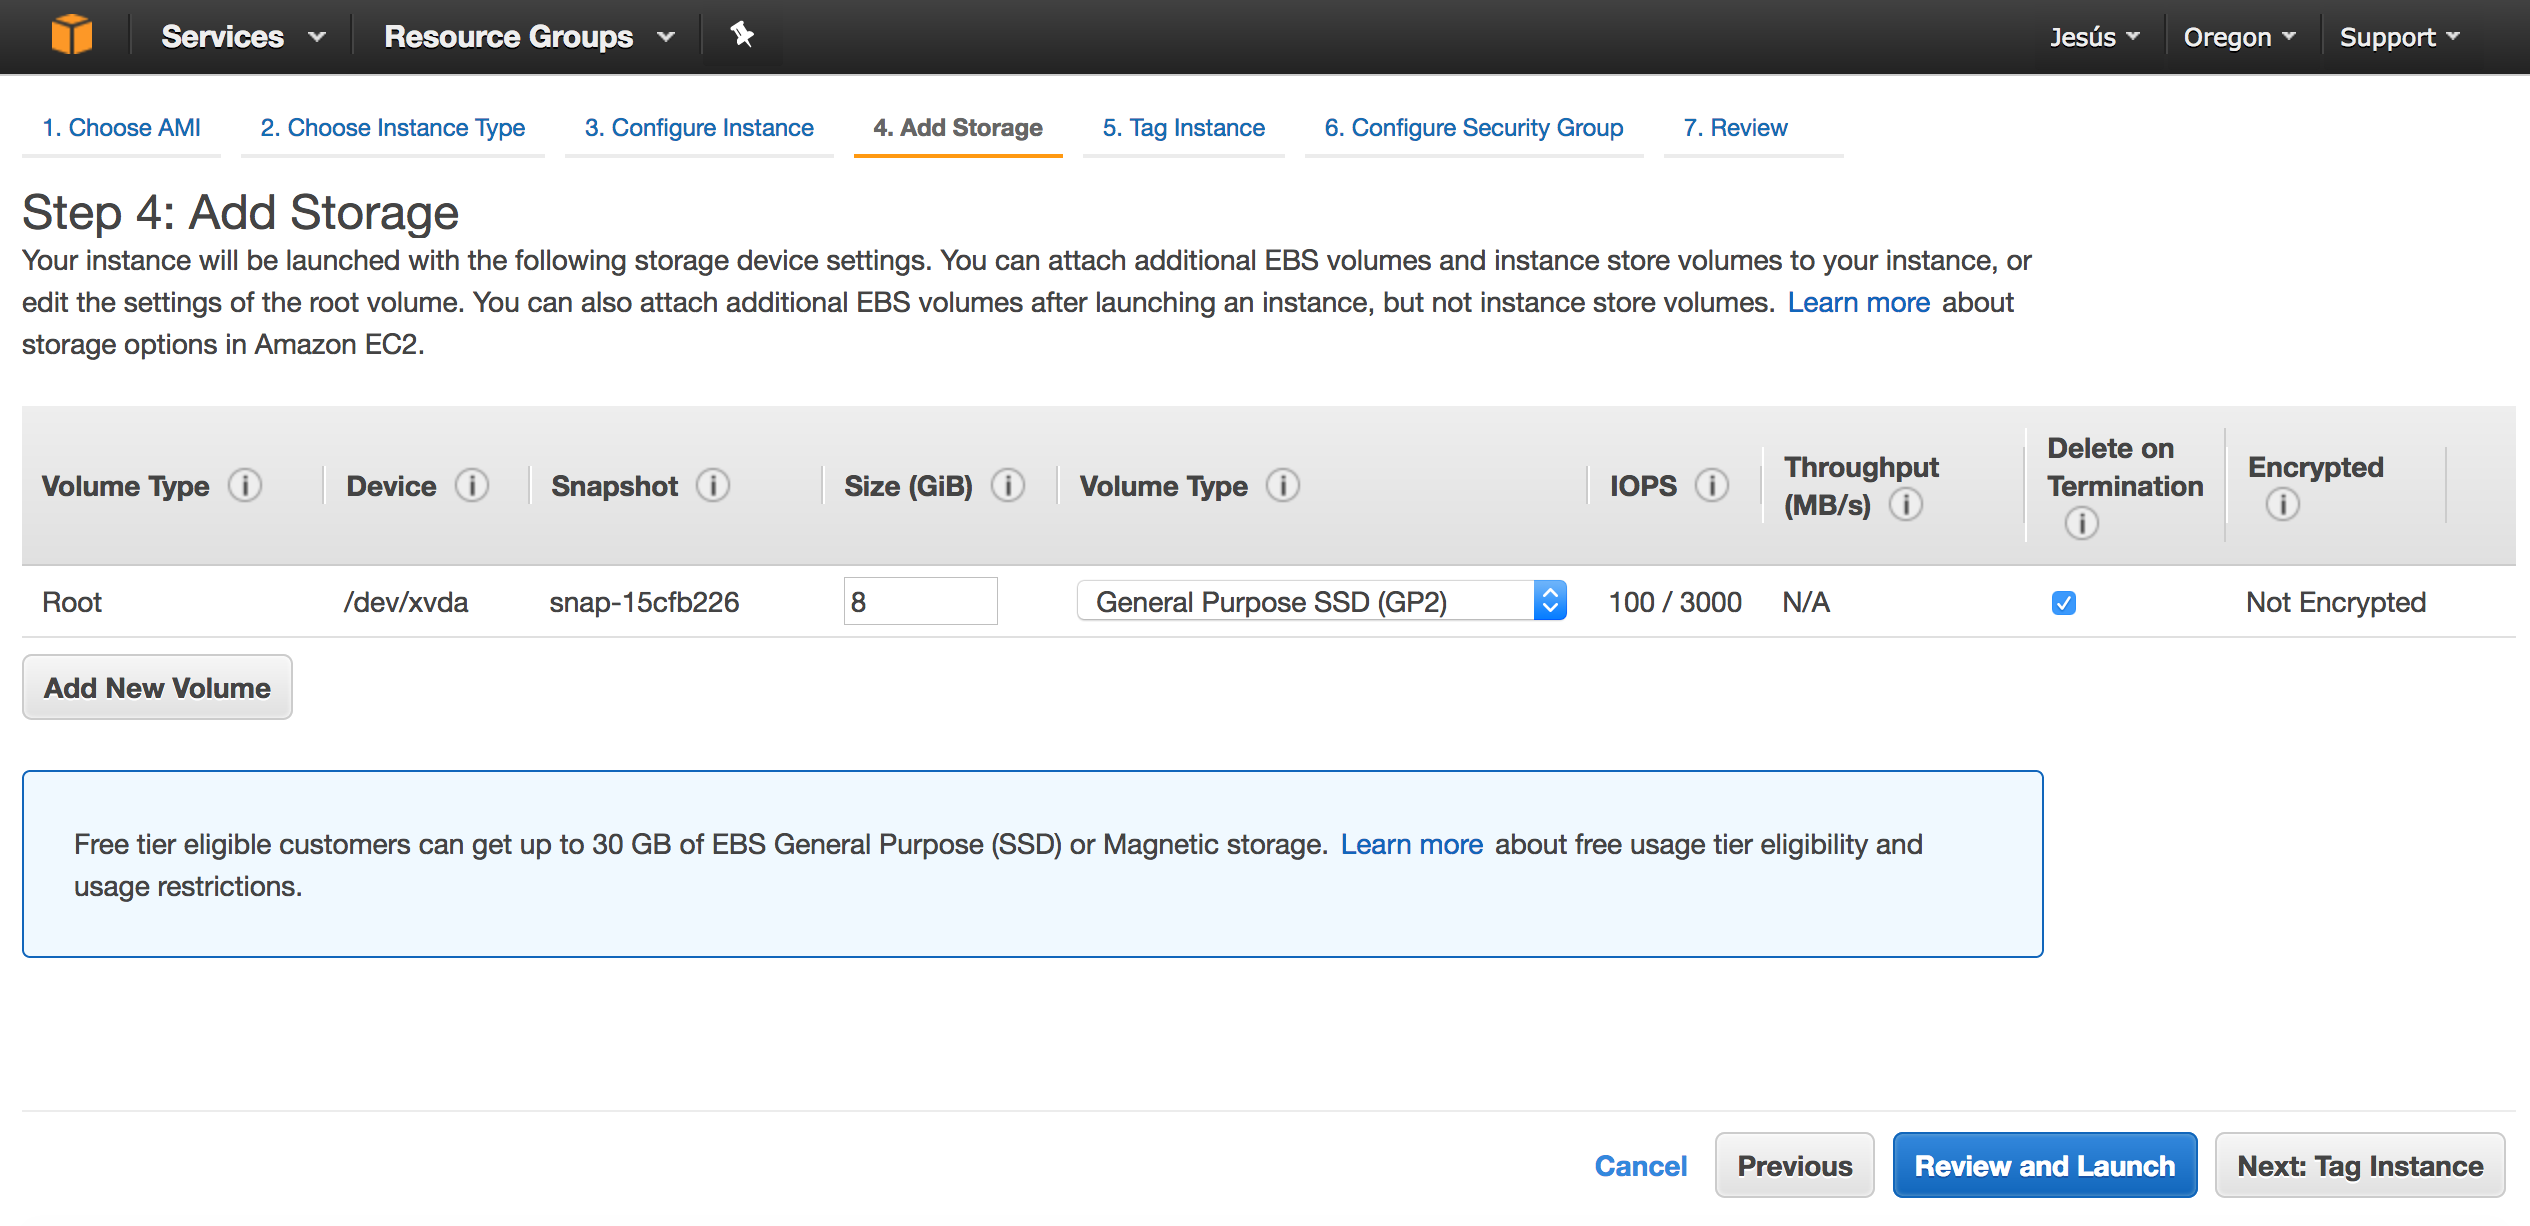 Services Resource Groups Jesús Oregon Support
1. Choose AMI 2. Choose Instance Type 3. Configure Instance 4. Add Storage 5. Tag Instance 6. Configure Security Group 7. Review
Step 4: Add Storage
Your instance will be launched with the following storage device settings. You can attach additional EBS volumes and instance store volumes to your instance, or
edit the settings of the root volume. You can also attach additional EBS volumes after launching an instance, but not instance store volumes. Learn more about
storage options in Amazon EC2.
Volume Type Device Snapshot Size (GiB) Volume Type IOPS Throughput (MB/s) Delete on Termination Encrypted
Root /dev/xvda snap-15cfb226 8 General Purpose SSD (GP2) 100 / 3000 N/A Not Encrypted
Add New Volume
Free tier eligible customers can get up to 30 GB of EBS General Purpose (SSD) or Magnetic storage. Learn more about free usage tier eligibility and
usage restrictions.
Cancel Previous Review and Launch Next: Tag Instance